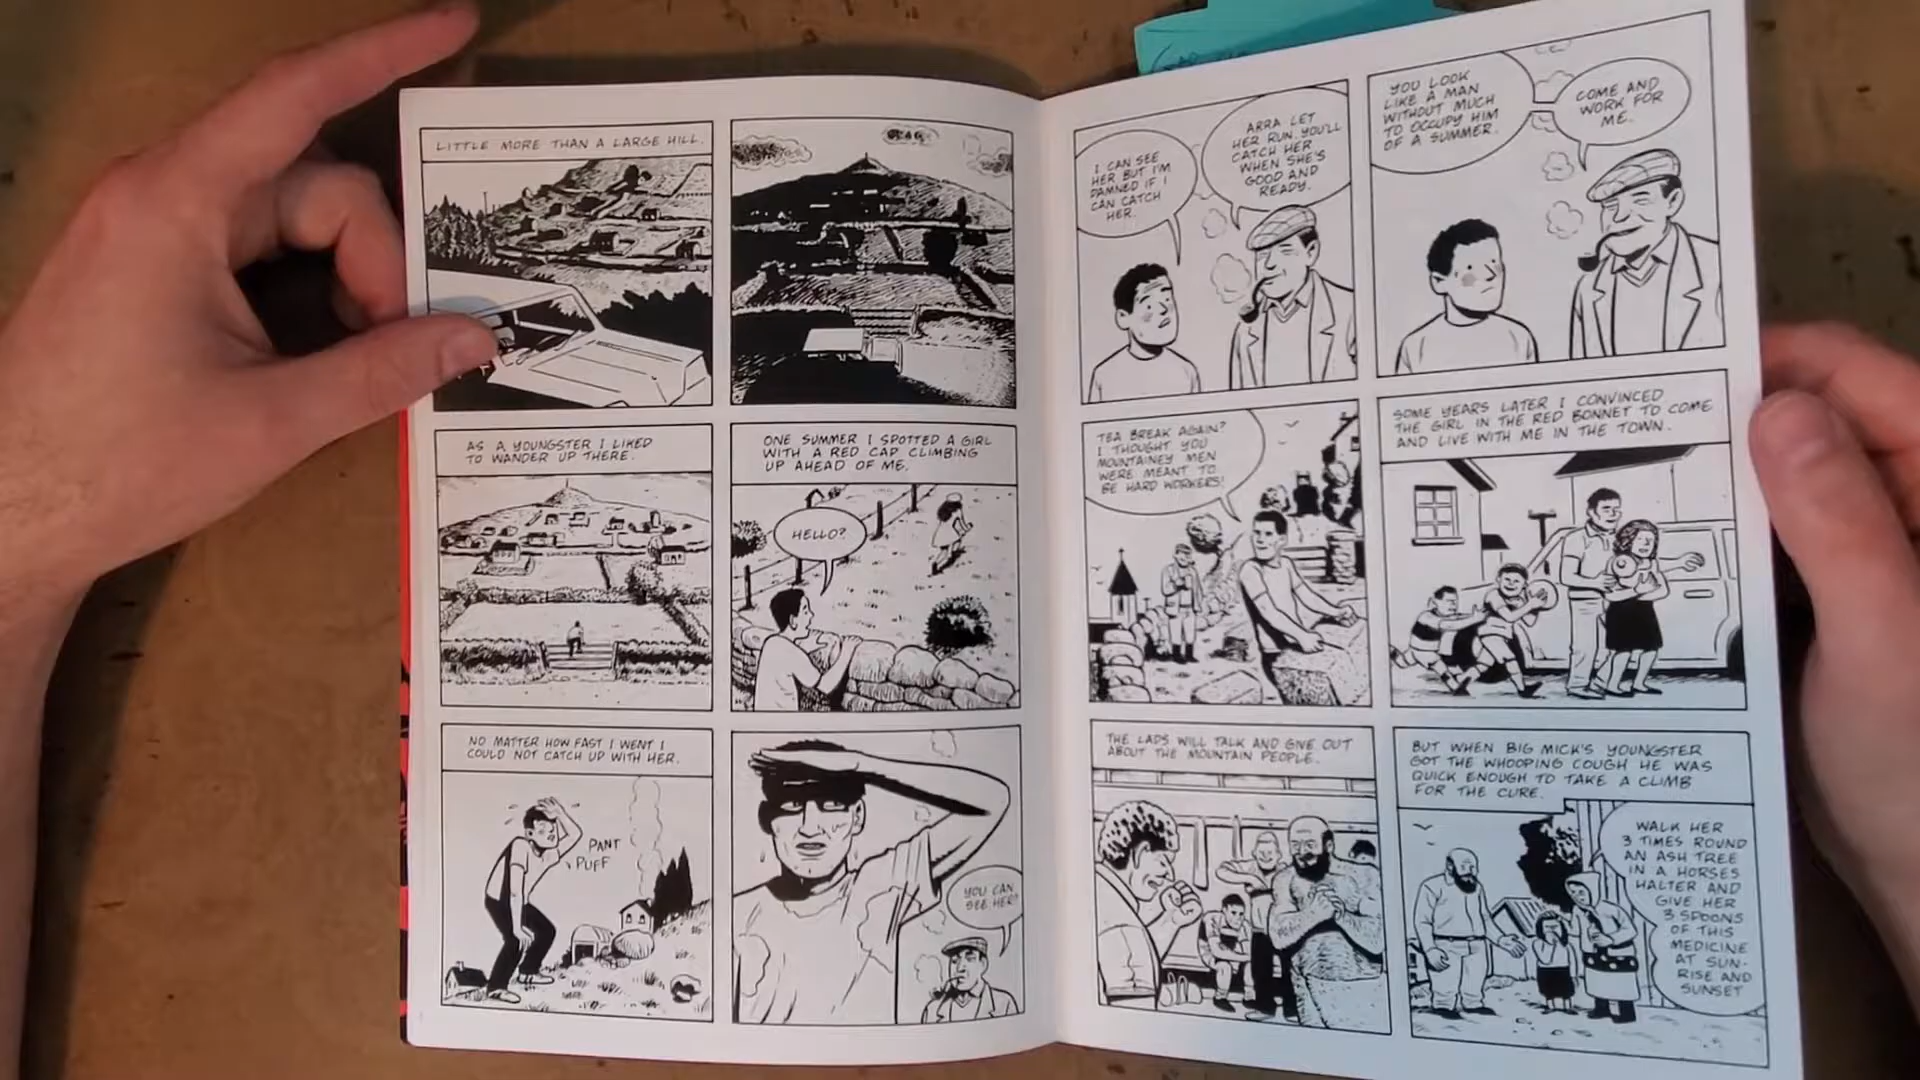 LITTLE MORE THAN A LARGE HILL.
AS A YOUNGSTER I LIKED
TO WANDER UP THERE.
ONE SUMMER I SPOTTED A GIRL
WITH A RED CAP CLIMBING
UP AHEAD OF ME.
HELLO?
NO MATTER HOW FAST I WENT I
COULD NOT CATCH UP WITH HER.
PANT
PUFF
YOU CAN
SEE HER?
I CAN SEE
HER BUT I'M
DAMNED IF I
CAN CATCH
HER.
ARRA LET
HER RUN. YOU'LL
CATCH HER
WHEN SHE'S
GOOD AND
READY.
YOU LOOK
LIKE A MAN
WITHOUT MUCH
TO OCCUPY HIM
OF A SUMMER.
COME AND
WORK FOR
ME.
TEA BREAK AGAIN?
I THOUGHT YOU
MOUNTAINEY MEN
WERE MEANT TO
BE HARD WORKERS!
SOME YEARS LATER I CONVINCED
THE GIRL IN THE RED BONNET TO COME
AND LIVE WITH ME IN THE TOWN.
THE LADS WILL TALK AND GIVE OUT
ABOUT THE MOUNTAIN PEOPLE.
BUT WHEN BIG MICK'S YOUNGSTER
GOT THE WHOOPING COUGH HE WAS
QUICK ENOUGH TO TAKE A CLIMB
FOR THE CURE.
WALK HER
3 TIMES ROUND
AN ASH TREE
IN A HORSES
HALTER AND
GIVE HER
3 SPOONS
OF THIS
MEDICINE
AT SUN-
RISE AND
SUNSET